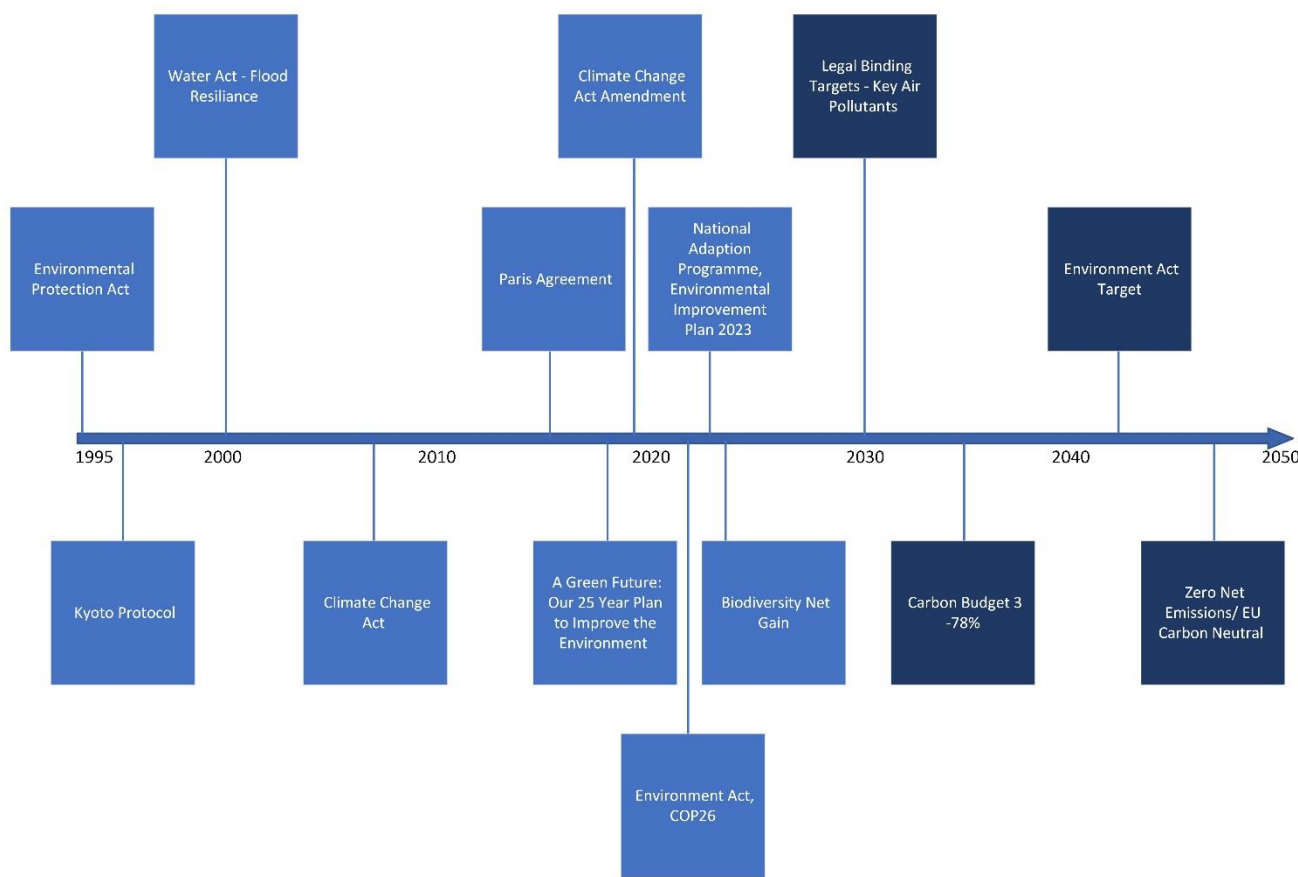 Water Act - Flood
Resiliance
Climate Change
Act Amendment
Legal Binding
Targets - Key Air
Pollutants
Environmental
Protection Act
Paris Agreement
National
Adaption
Programme,
Environmental
Improvement
Plan 2023
Environment Act
Target
1995
2000
2010
2020
2030
2040
2050
Kyoto Protocol
Climate Change
Act
A Green Future:
Our 25 Year Plan
to Improve the
Environment
Biodiversity Net
Gain
Carbon Budget 3
-78%
Zero Net
Emissions/ EU
Carbon Neutral
Environment Act,
COP26